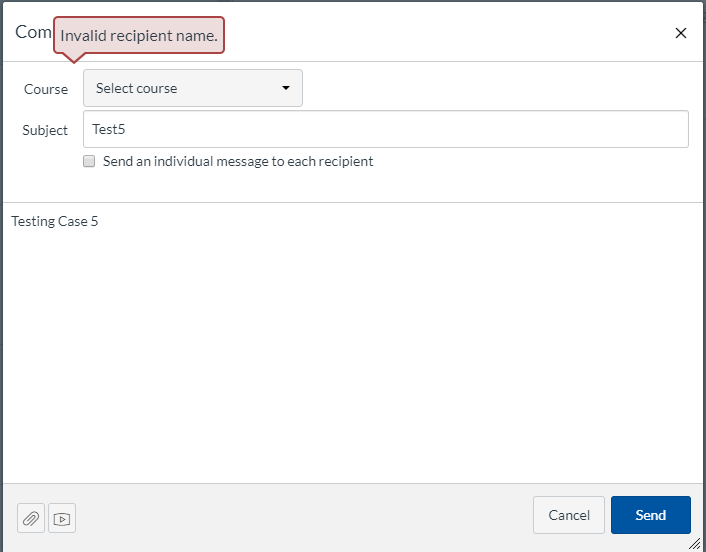 Com
Invalid recipient name.
Course
Select course
Subject
Test5
Send an individual message to each recipient
Testing Case 5
Cancel
Send